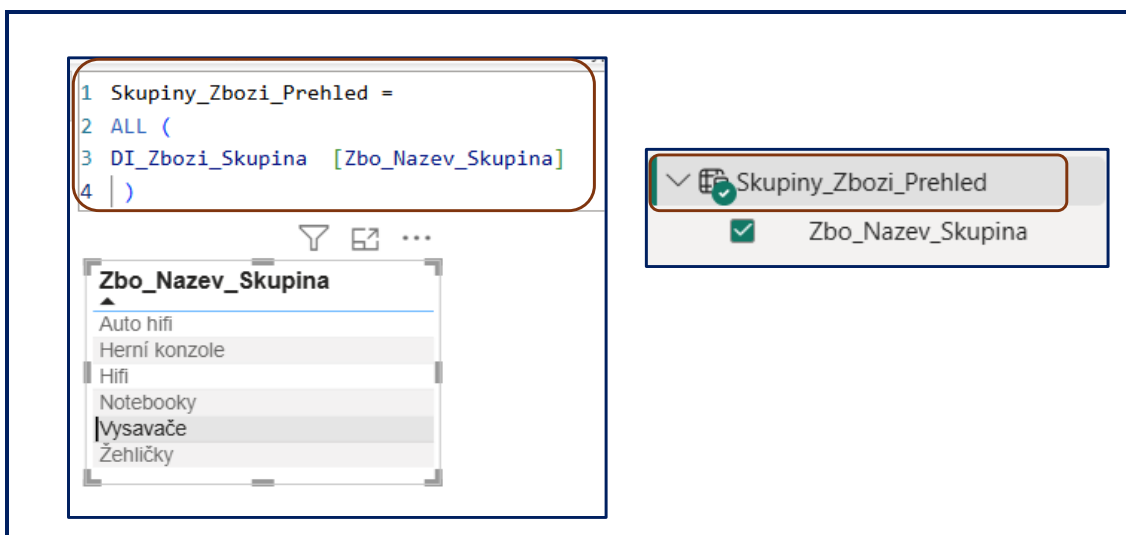 1 Skupiny_Zbozi_Prehled =
2 ALL (
3 DI_Zbozi_Skupina [Zbo_Nazev_Skupina]
4 )
Zbo_Nazev_Skupina
Auto hifi
Herní konzole
Hifi
Notebooky
Vysavače
Žehličky
Skupiny_Zbozi_Prehled
Zbo_Nazev_Skupina